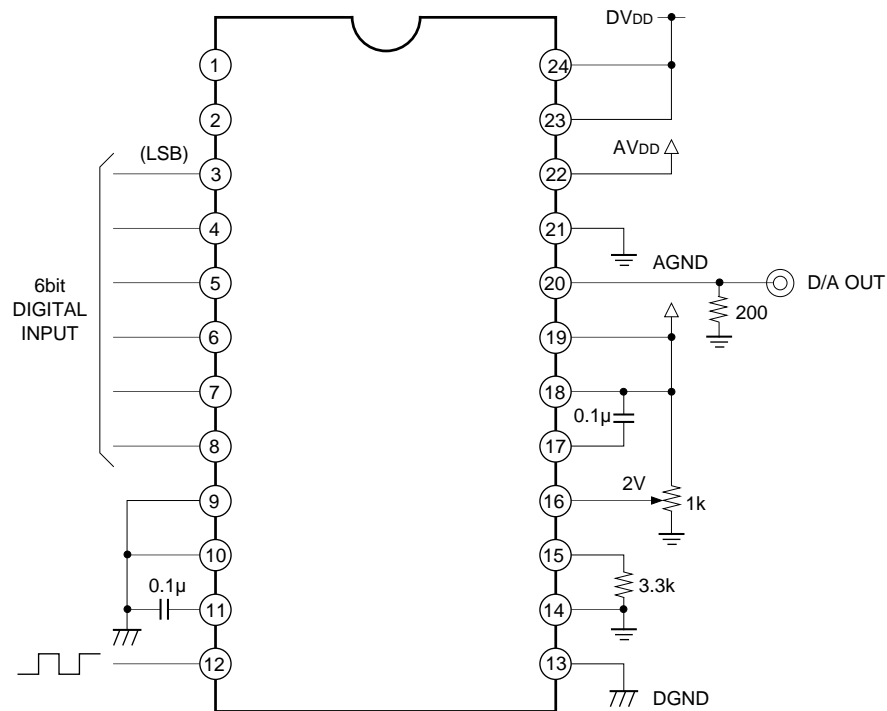 DVDD
1
24
2
23
(LSB)
AVDD
3
22
4
21
AGND
6bit
DIGITAL
INPUT
5
20
D/A OUT
200
6
19
7
18
0.1µ
8
17
2V
9
16
1k
10
15
0.1µ
3.3k
11
14
12
13
DGND